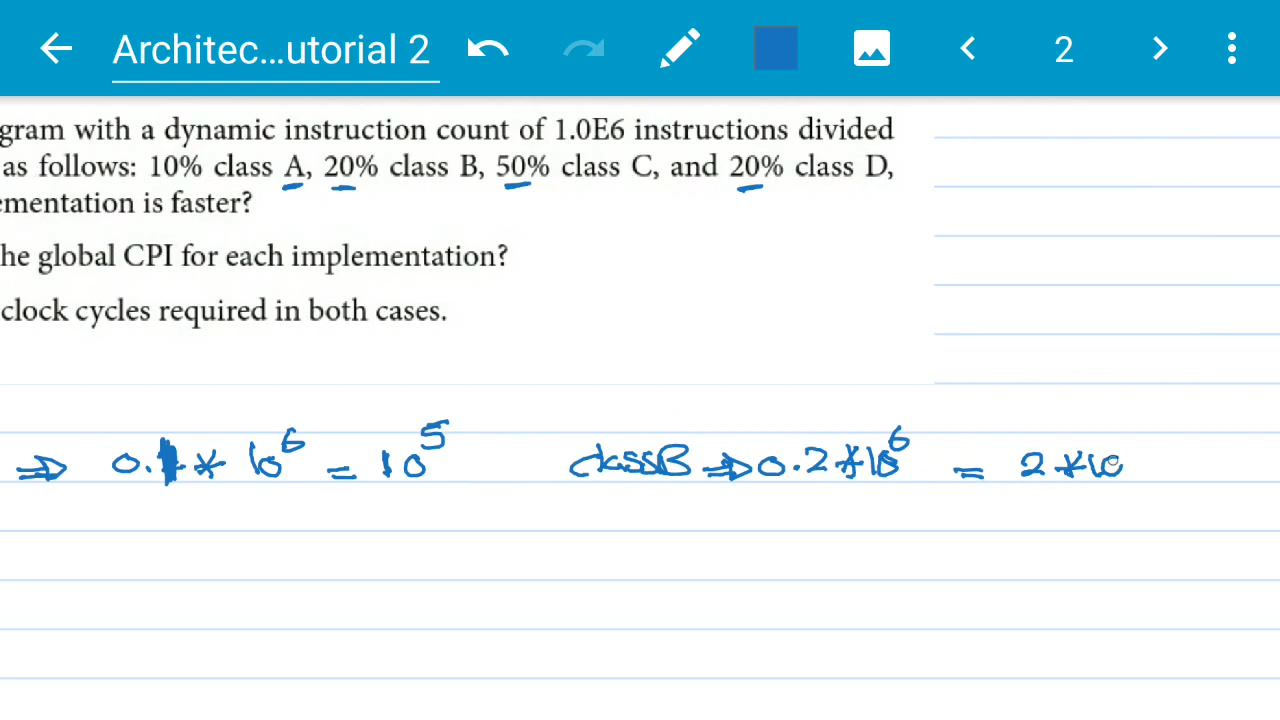 Architec...utorial 2 2
gram with a dynamic instruction count of 1.0E6 instructions divided
as follows: 10% class A, 20% class B, 50% class C, and 20% class D,
ementation is faster?
he global CPI for each implementation?
clock cycles required in both cases.
⇒ 0.1 * 10^6 = 10^5 class B ⇒ 0.2 * 10^6 = 2 * 10